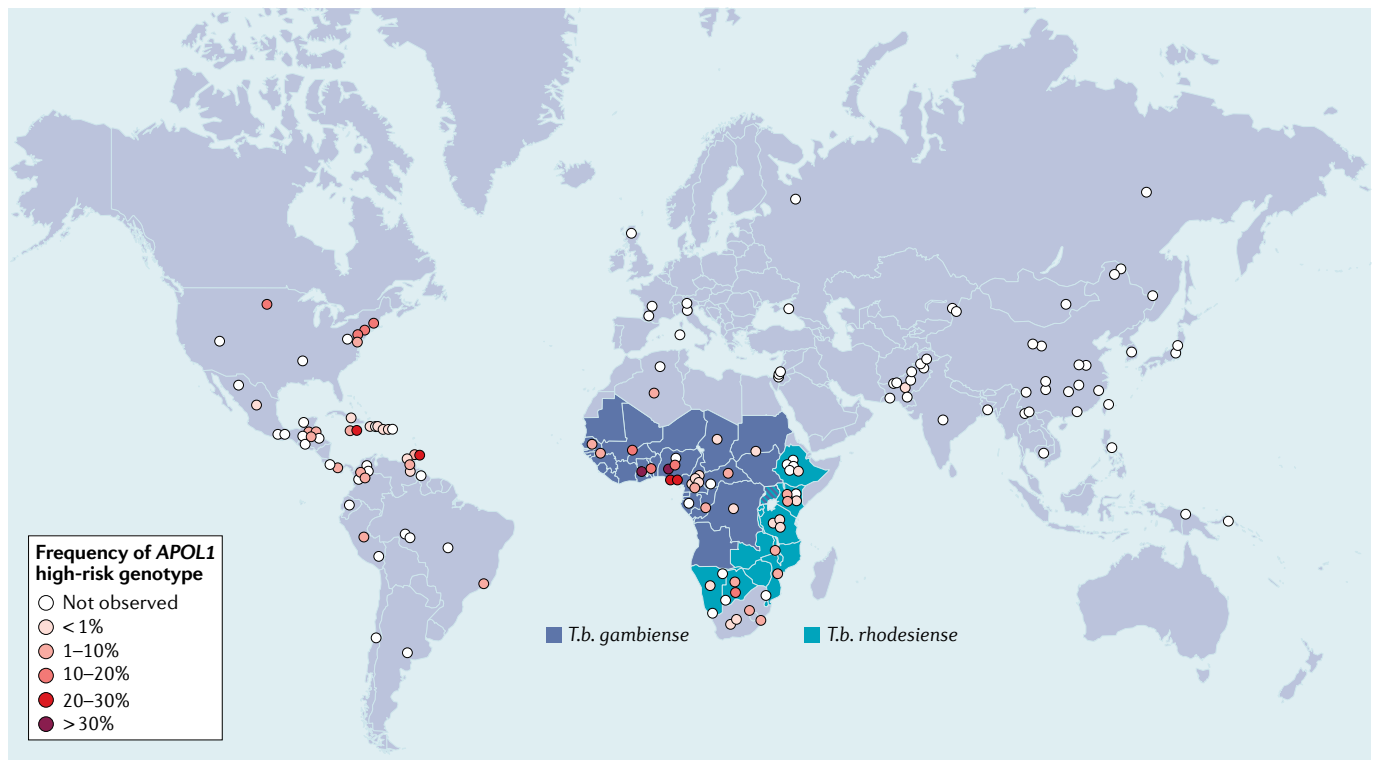 Frequency of APOL1
high-risk genotype
Not observed
< 1%
1–10%
10–20%
20–30%
> 30%
T.b. gambiense
T.b. rhodesiense